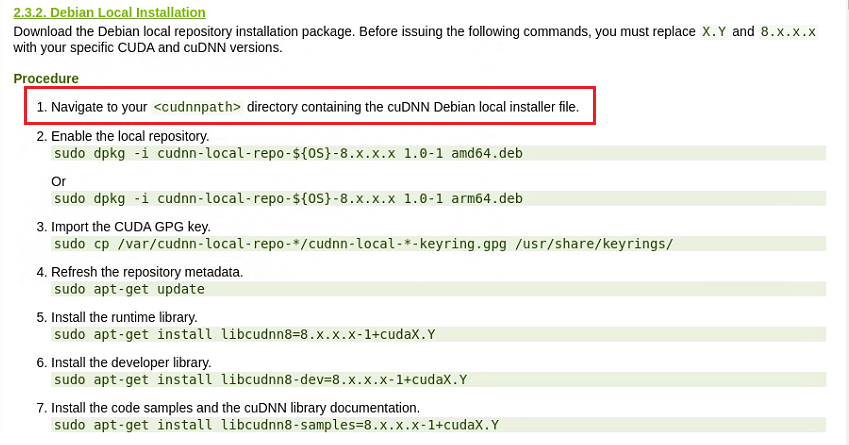 2.3.2. Debian Local Installation
Download the Debian local repository installation package. Before issuing the following commands, you must replace X.Y and 8.x.x.x
with your specific CUDA and cuDNN versions.
Procedure
1. Navigate to your <cudnnpath> directory containing the cuDNN Debian local installer file.
2. Enable the local repository.
sudo dpkg -i cudnn-local-repo-${OS}-8.x.x.x 1.0-1 amd64.deb
Or
sudo dpkg -i cudnn-local-repo-${OS}-8.x.x.x 1.0-1 arm64.deb
3. Import the CUDA GPG key.
sudo cp /var/cudnn-local-repo-*/cudnn-local-*-keyring.gpg /usr/share/keyrings/
4. Refresh the repository metadata.
sudo apt-get update
5. Install the runtime library.
sudo apt-get install libcudnn8=8.x.x.x-1+cudaX.Y
6. Install the developer library.
sudo apt-get install libcudnn8-dev=8.x.x.x-1+cudaX.Y
7. Install the code samples and the cuDNN library documentation.
sudo apt-get install libcudnn8-samples=8.x.x.x-1+cudaX.Y